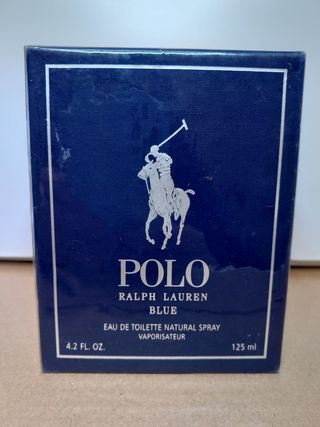 POLO
RALPH LAUREN
BLUE
EAU DE TOILETTE NATURAL SPRAY
VAPORISATEUR
4.2 FL. OZ. 125 ml